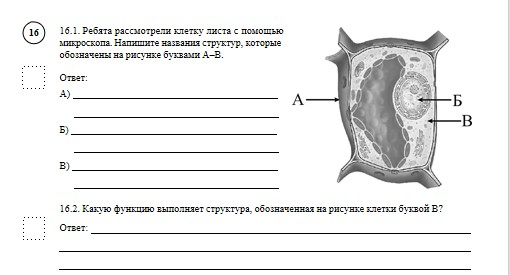 16
16.1. Ребята рассмотрели клетку листа с помощью
микроскопа. Напишите названия структур, которые
обозначены на рисунке буквами А–В.
Ответ:
А)
Б)
В)
А
Б
В
16.2. Какую функцию выполняет структура, обозначенная на рисунке клетки буквой В?
Ответ: